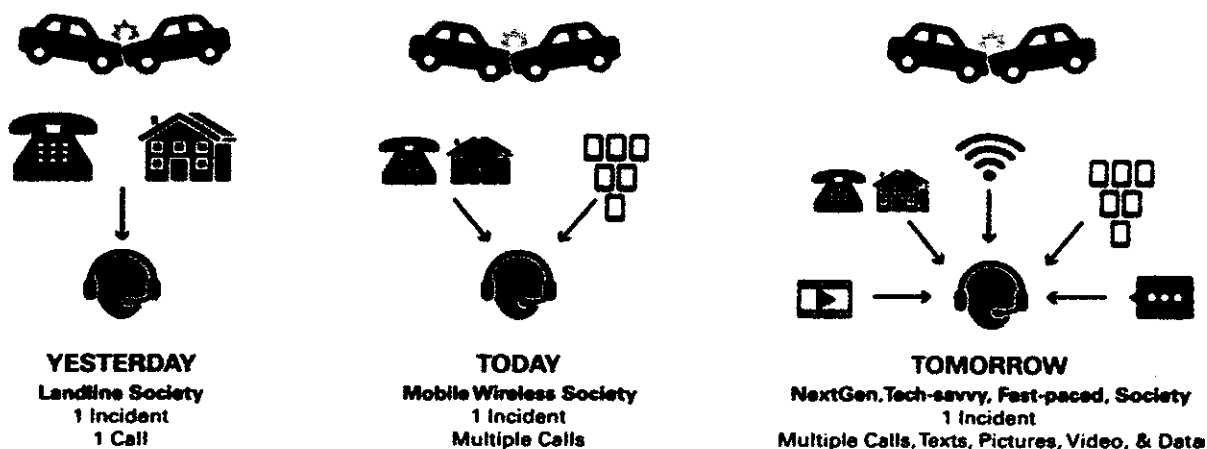 YESTERDAY
Landline Society
1 Incident
1 Call
TODAY
Mobile Wireless Society
1 Incident
Multiple Calls
TOMORROW
NextGen, Tech-savvy, Fast-paced, Society
1 Incident
Multiple Calls, Texts, Pictures, Video, & Data